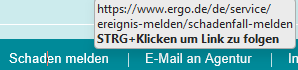 https://www.ergo.de/de/service/
ereignis-melden/schadenfall-melden
STRG+Klicken um Link zu folgen
Schaden melden | E-Mail an Agentur | In